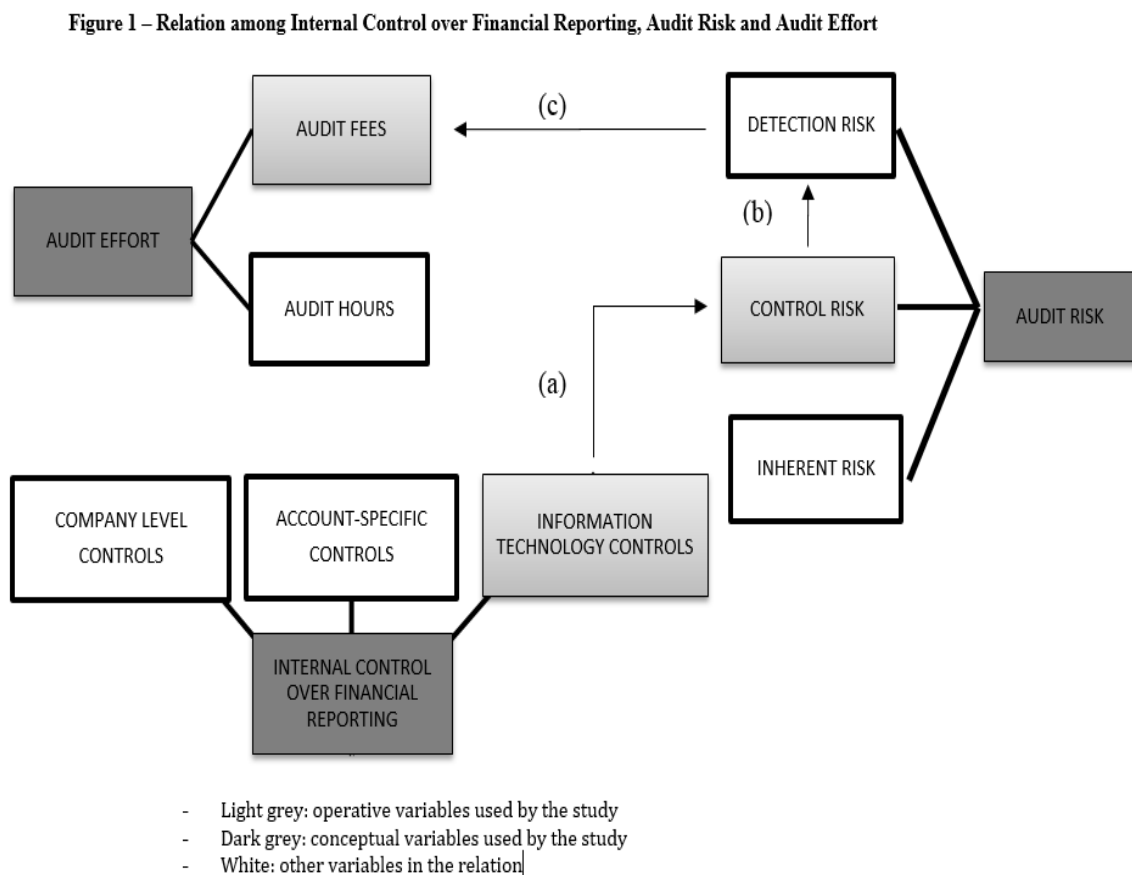 Figure 1 – Relation among Internal Control over Financial Reporting, Audit Risk and Audit Effort
AUDIT FEES
(c)
DETECTION RISK
(b)
AUDIT EFFORT
AUDIT HOURS
CONTROL RISK
AUDIT RISK
(a)
INHERENT RISK
COMPANY LEVEL
CONTROLS
ACCOUNT-SPECIFIC
CONTROLS
INFORMATION
TECHNOLOGY CONTROLS
INTERNAL CONTROL
OVER FINANCIAL
REPORTING
- Light grey: operative variables used by the study
- Dark grey: conceptual variables used by the study
- White: other variables in the relation